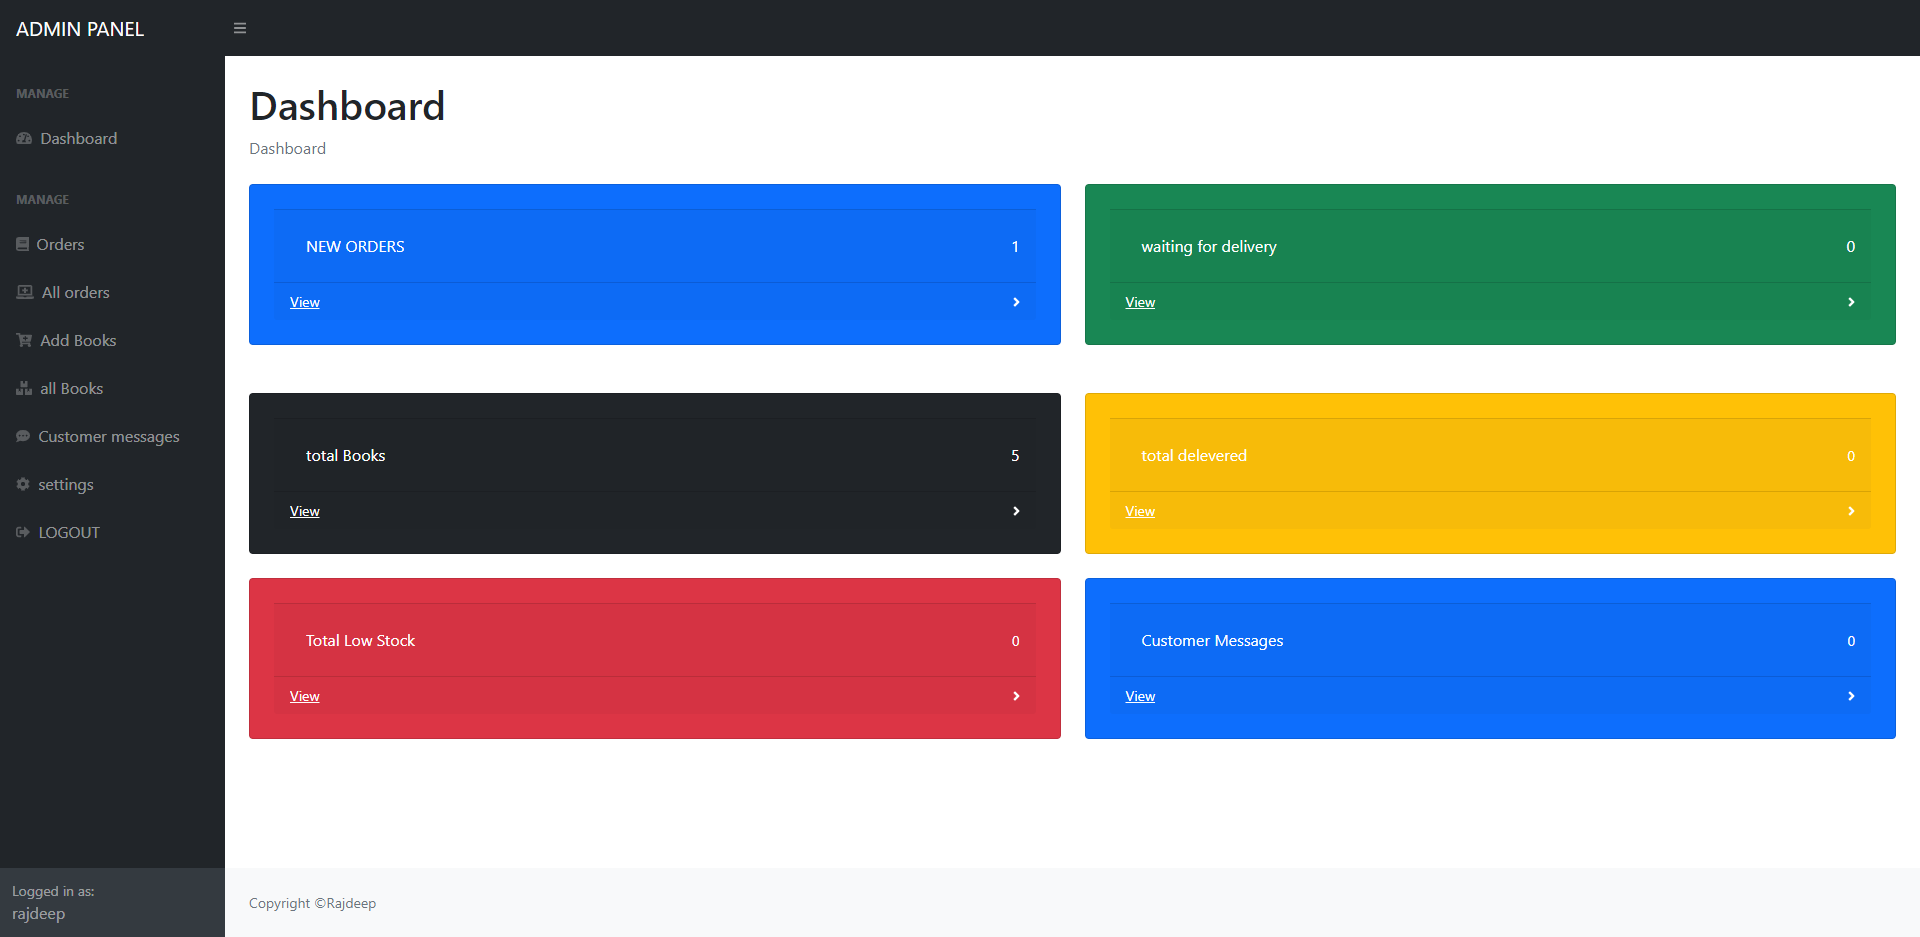 ADMIN PANEL
MANAGE
Dashboard
MANAGE
Orders
All orders
Add Books
all Books
Customer messages
settings
LOGOUT
Logged in as:
rajdeep
Dashboard
Dashboard
NEW ORDERS 1
View
waiting for delivery 0
View
total Books 5
View
total delevered 0
View
Total Low Stock 0
View
Customer Messages 0
View
Copyright ©Rajdeep